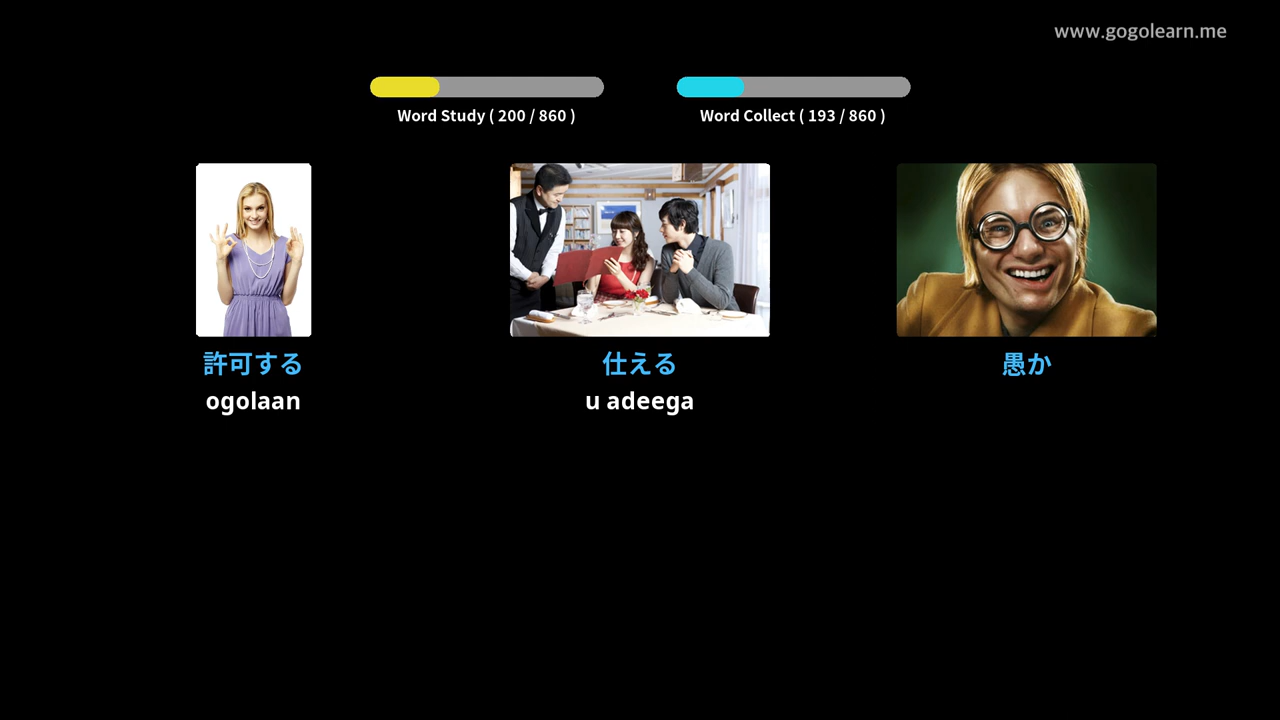 www.gogolearn.me
Word Study ( 200 / 860 )
Word Collect ( 193 / 860 )
許可する
仕える
愚か
ogolaan
u adeega